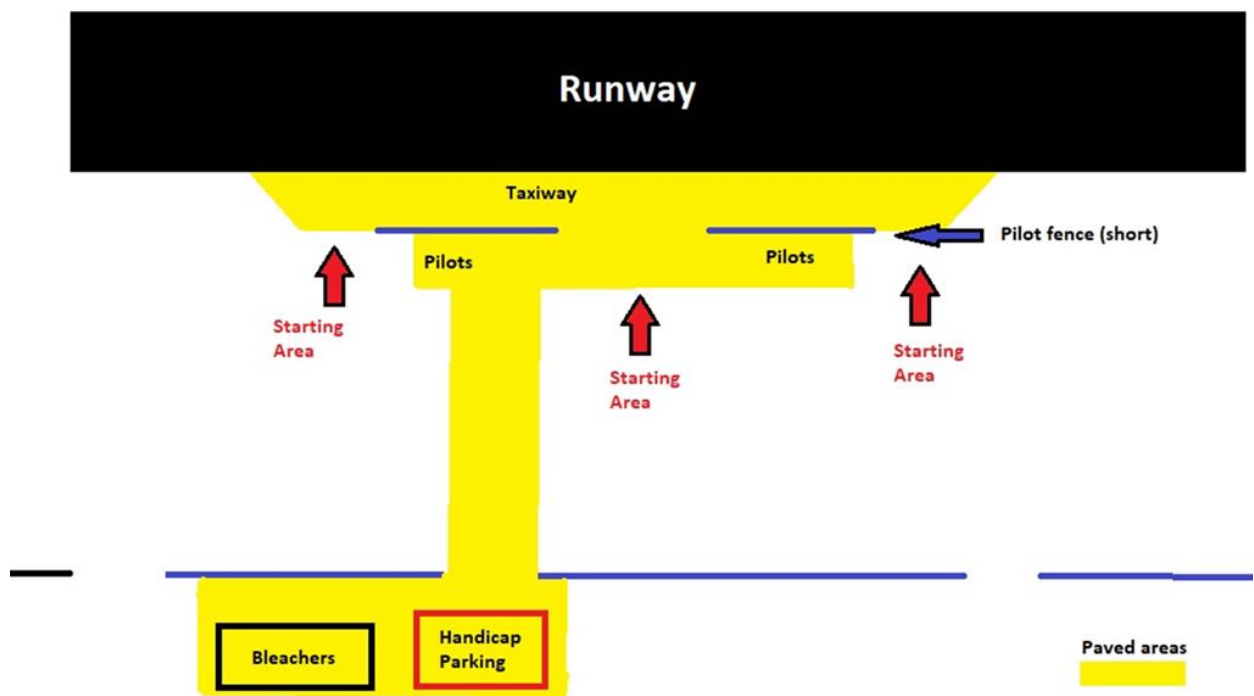 Runway
Taxiway
Pilot fence (short)
Pilots
Pilots
Starting
Area
Starting
Area
Starting
Area
Bleachers
Handicap
Parking
Paved areas